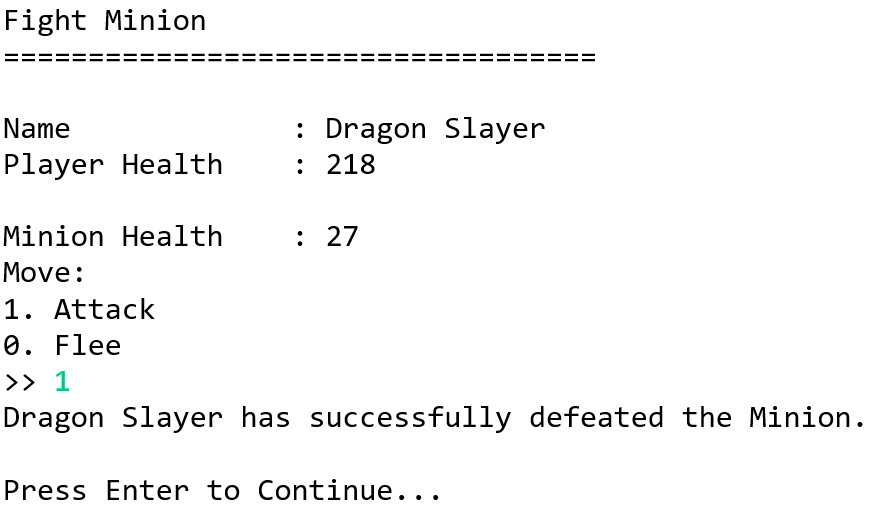 Fight Minion
===================================
Name : Dragon Slayer
Player Health : 218
Minion Health : 27
Move:
1. Attack
0. Flee
>> 1
Dragon Slayer has successfully defeated the Minion.
Press Enter to Continue...